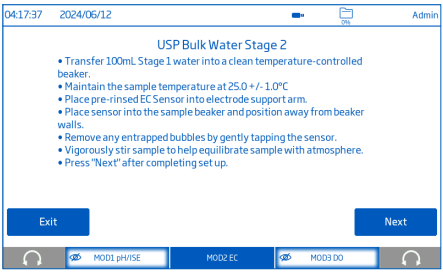 04:17:37 2024/06/12 0% Admin
USP Bulk Water Stage 2
• Transfer 100mL Stage 1 water into a clean temperature-controlled
beaker.
• Maintain the sample temperature at 25.0 +/- 1.0°C
• Place pre-rinsed EC Sensor into electrode support arm.
• Place sensor into the sample beaker and position away from beaker
walls.
• Remove any entrapped bubbles by gently tapping the sensor.
• Vigorously stir sample to help equilibrate sample with atmosphere.
• Press "Next" after completing set up.
Exit Next
MOD1 pH/ISE MOD2 EC MOD3 DO